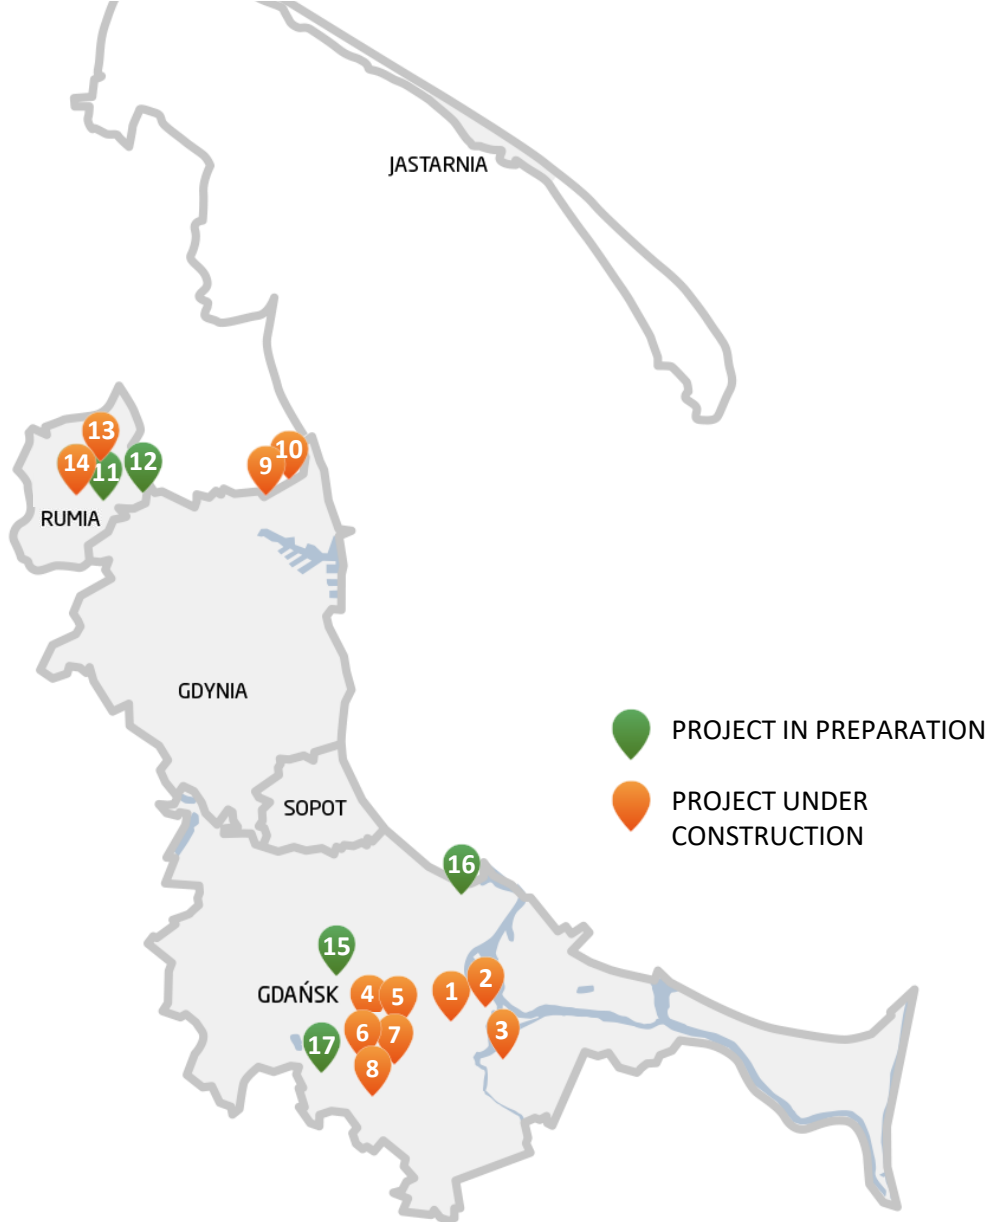 JASTARNIA
13
10
14
11
12
9
RUMIA
GDYNIA
PROJECT IN PREPARATION
SOPOT
PROJECT UNDER
CONSTRUCTION
16
15
GDAŃSK
4
5
1
2
6
7
3
17
8